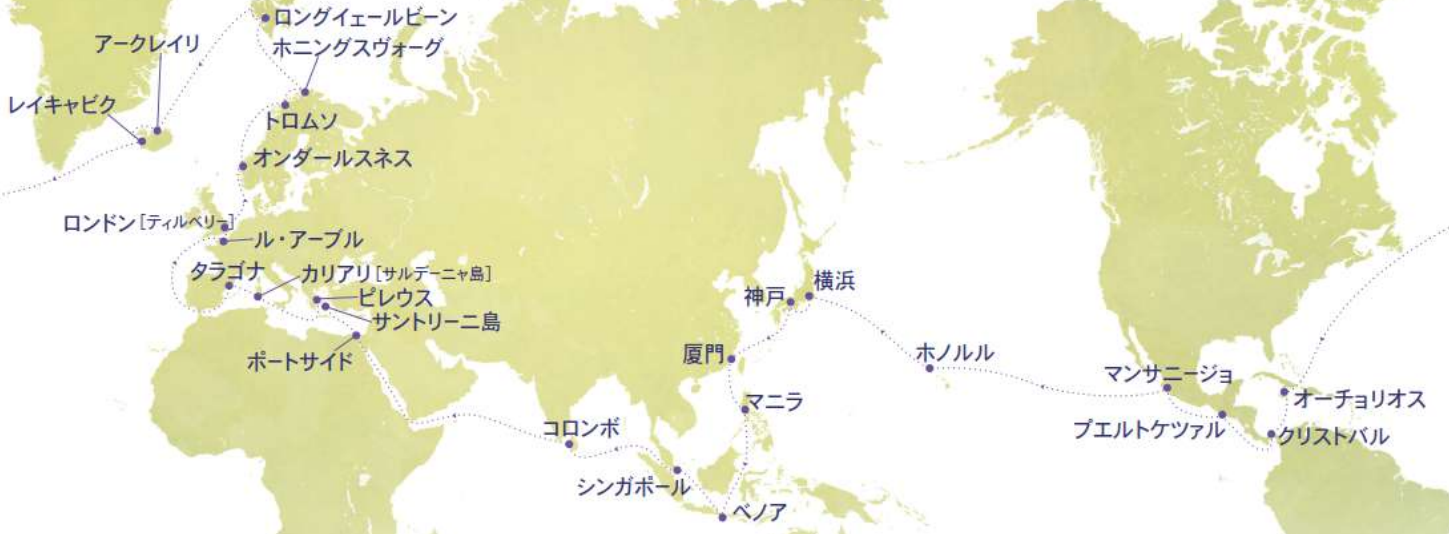 ロングイェールビーン
アークレイリ
ホニングスヴォーグ
レイキャビク
トロムソ
オンダールスネス
ロンドン[ティルベリー]
ル・アーブル
タラゴナ
カリアリ[サルデーニャ島]
ピレウス
サントリーニ島
ポートサイド
神戸
横浜
厦門
マニラ
コロンボ
シンガポール
ベノア
ホノルル
マンサニージョ
プエルトケツァル
オーチョリオス
クリストバル